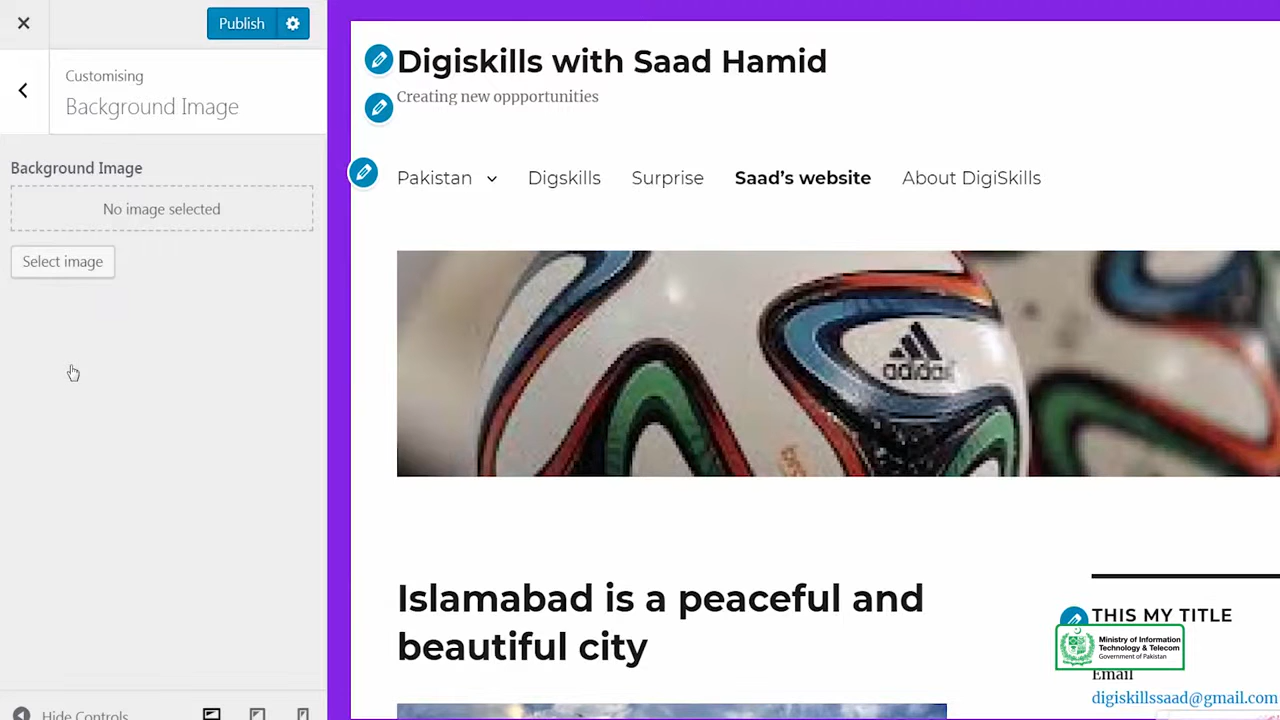 Publish
Customising
Background Image
Background Image
No image selected
Select image
Hide Controls
Digiskills with Saad Hamid
Creating new oppportunities
Pakistan
Digskills
Surprise
Saad’s website
About DigiSkills
adidas
Islamabad is a peaceful and
beautiful city
THIS MY TITLE
Ministry of Information
Technology & Telecom
Government of Pakistan
Email
digiskillssaad@gmail.com